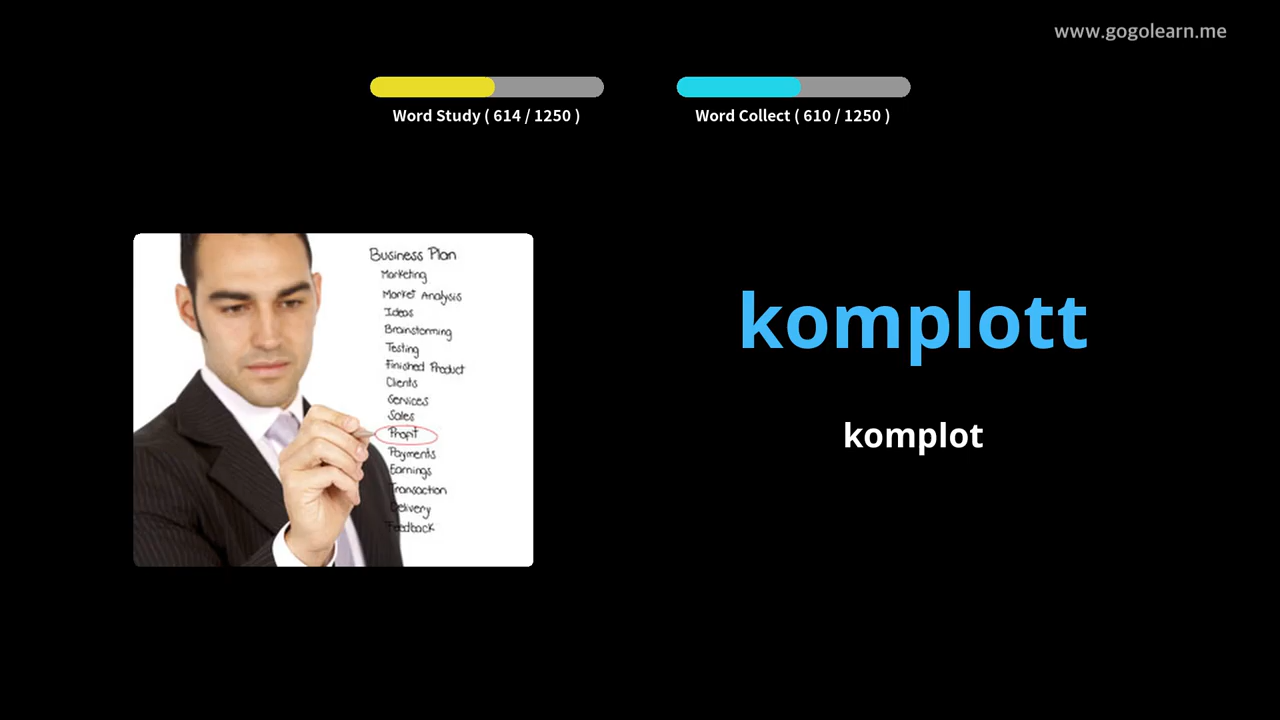 www.gogolearn.me
Word Study ( 614 / 1250 )
Word Collect ( 610 / 1250 )
Business Plan
Marketing
Market Analysis
Ideas
Brainstorming
Testing
Finished Product
Clients
Services
Sales
Profit
Payments
Earnings
Transaction
Delivery
Feedback
komplott
komplot